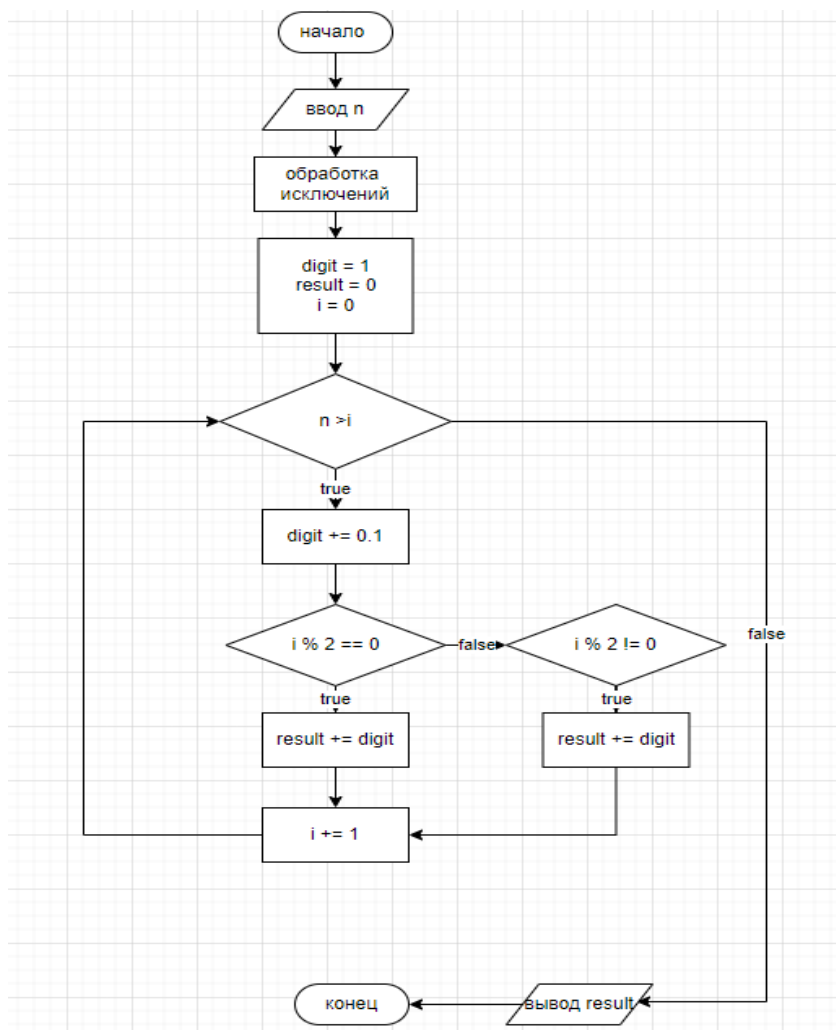 начало
ввод n
обработка
исключений
digit = 1
result = 0
i = 0
n >i
true
digit += 0.1
i % 2 == 0
false
i % 2 != 0
false
true
true
result += digit
result += digit
i += 1
конец
вывод result